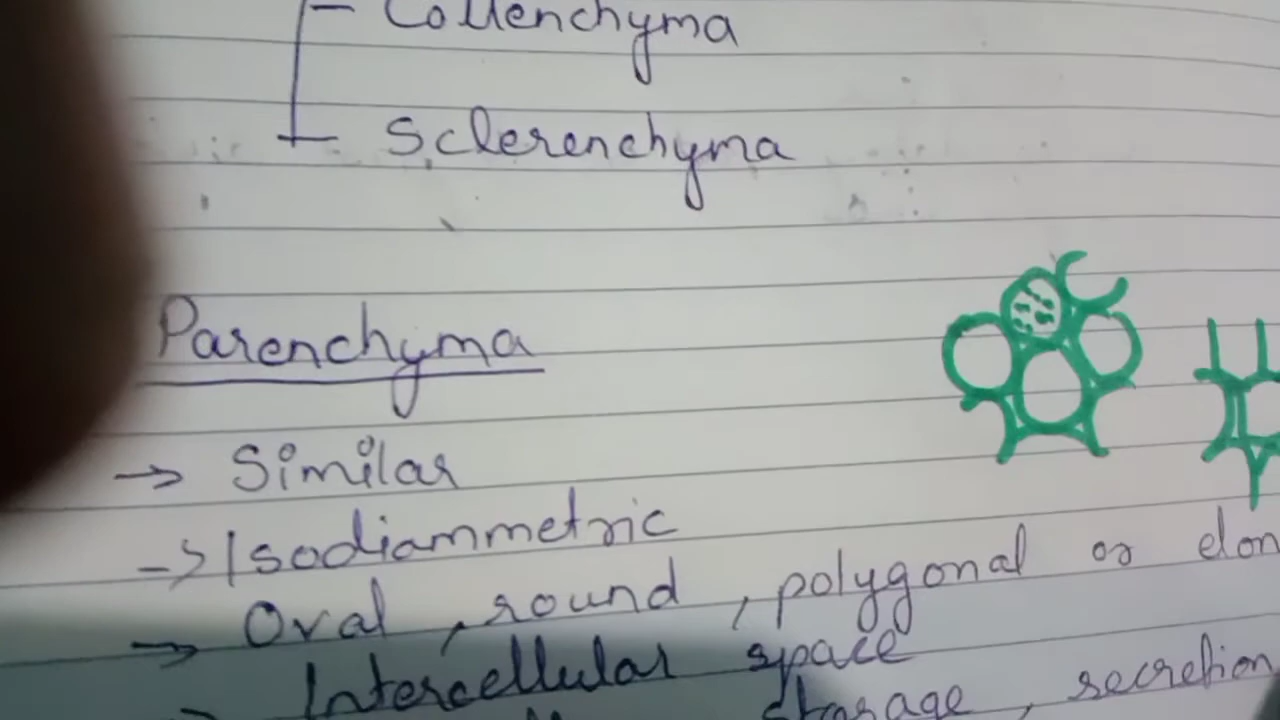 Collenchyma
Sclerenchyma
Parenchyma
→ Similar
→ Isodiammetric
→ Oval, round, polygonal or elon
→ Intercellular space
storage, secretion